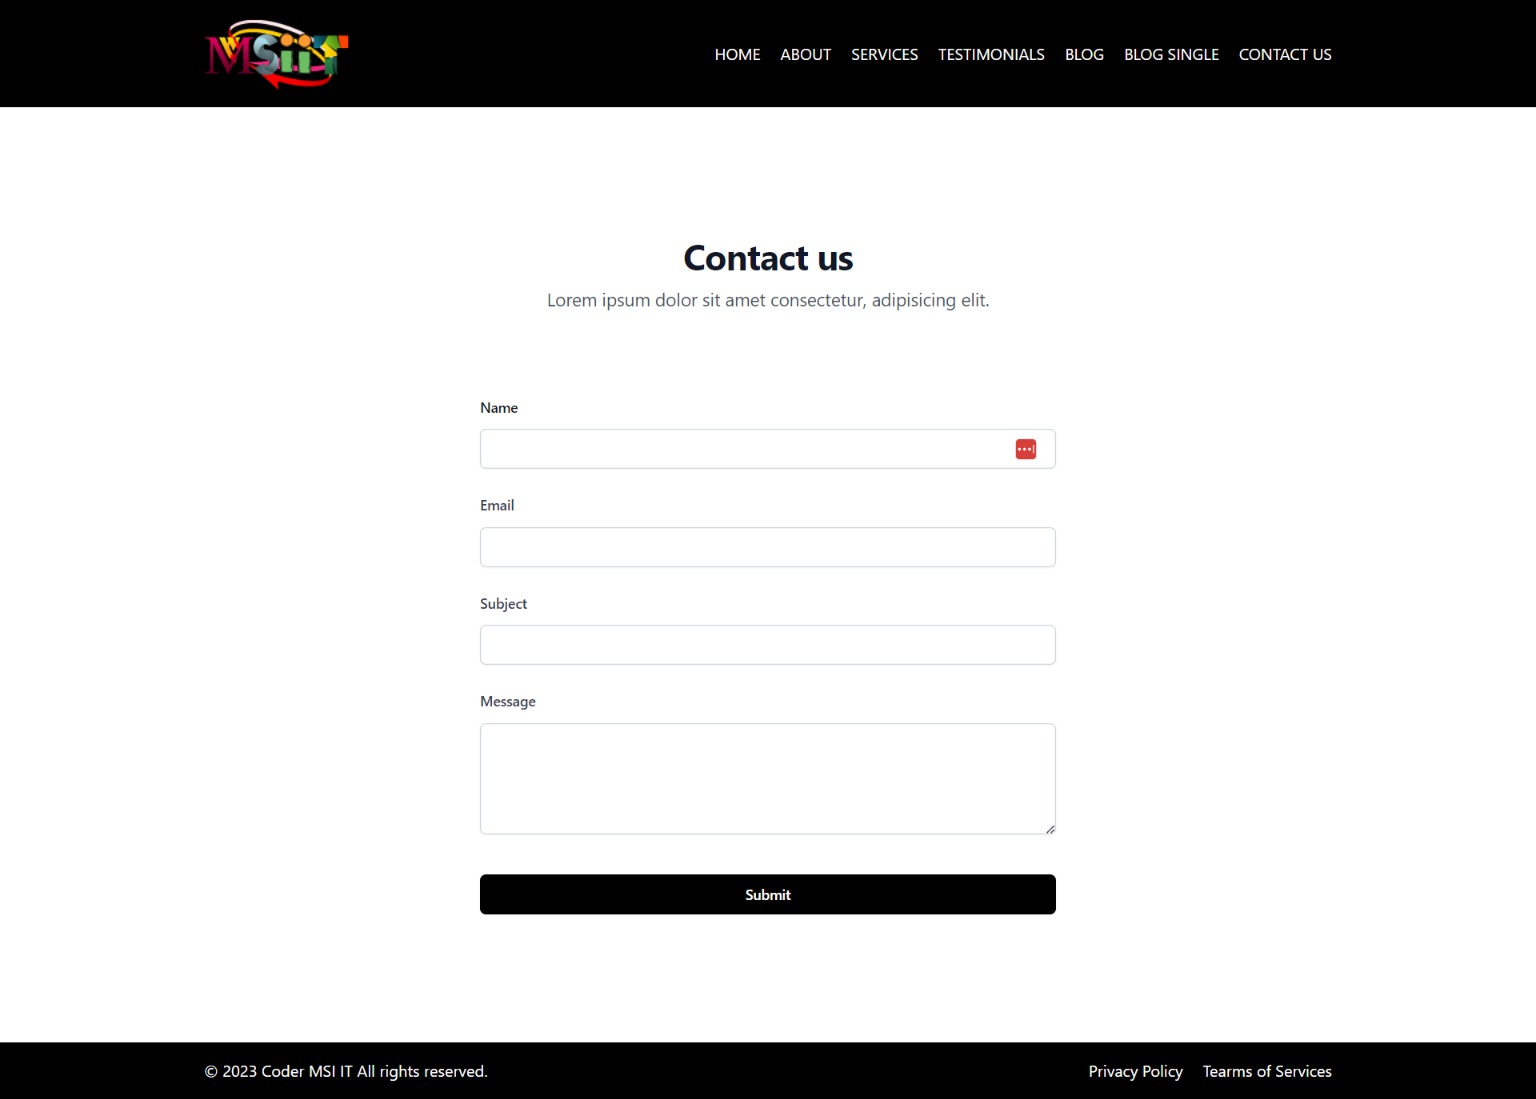 MSiiT
HOME ABOUT SERVICES TESTIMONIALS BLOG BLOG SINGLE CONTACT US
Contact us
Lorem ipsum dolor sit amet consectetur, adipisicing elit.
Name
Email
Subject
Message
Submit
© 2023 Coder MSI IT All rights reserved.
Privacy Policy Tearms of Services